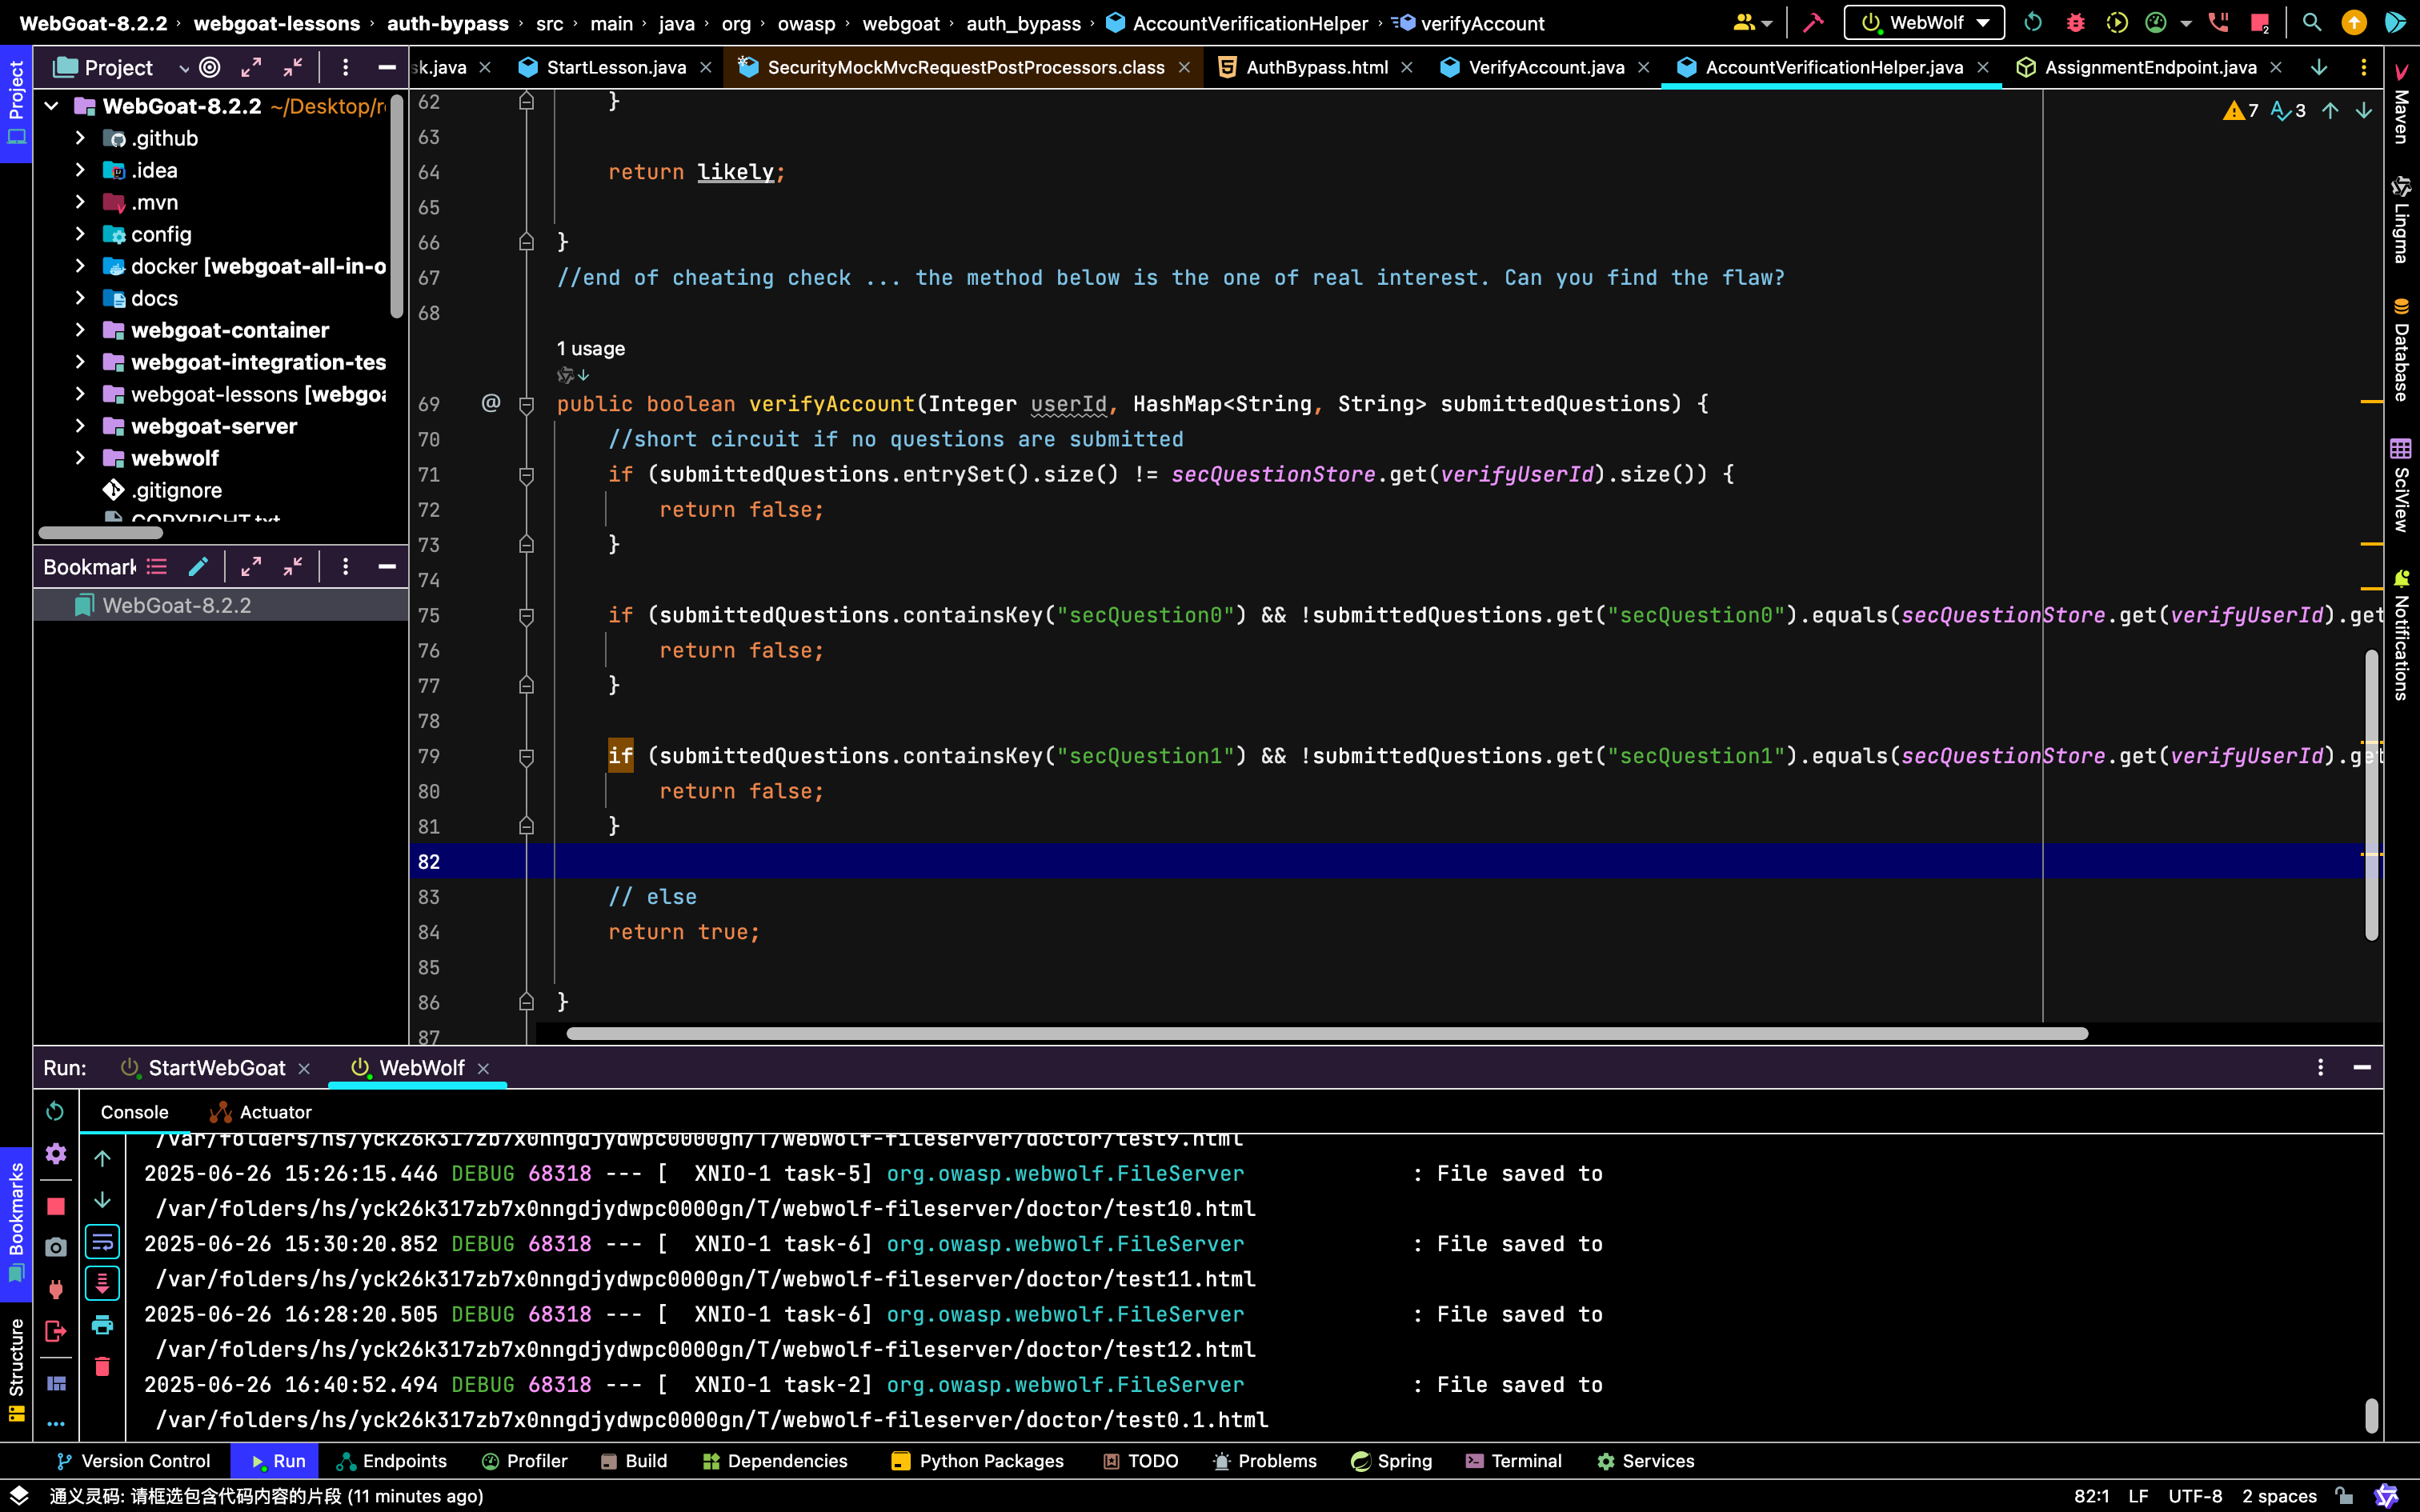 WebGoat-8.2.2 › webgoat-lessons › auth-bypass › src › main › java › org › owasp › webgoat › auth_bypass › AccountVerificationHelper › verifyAccount
WebWolf
2
Project
sk.java
StartLesson.java
SecurityMockMvcRequestPostProcessors.class
AuthBypass.html
VerifyAccount.java
AccountVerificationHelper.java
AssignmentEndpoint.java
Project
WebGoat-8.2.2 ~/Desktop/r
.github
.idea
.mvn
config
docker [webgoat-all-in-o
docs
webgoat-container
webgoat-integration-tes
webgoat-lessons [webgoa
webgoat-server
webwolf
.gitignore
COPYRIGHT.txt
Bookmark
WebGoat-8.2.2
7 3
62 }
63
64 return likely;
65
66 }
67 //end of cheating check ... the method below is the one of real interest. Can you find the flaw?
68
1 usage
69 @ public boolean verifyAccount(Integer userId, HashMap<String, String> submittedQuestions) {
70 //short circuit if no questions are submitted
71 if (submittedQuestions.entrySet().size() != secQuestionStore.get(verifyUserId).size()) {
72 return false;
73 }
74
75 if (submittedQuestions.containsKey("secQuestion0") && !submittedQuestions.get("secQuestion0").equals(secQuestionStore.get(verifyUserId).get
76 return false;
77 }
78
79 if (submittedQuestions.containsKey("secQuestion1") && !submittedQuestions.get("secQuestion1").equals(secQuestionStore.get(verifyUserId).get
80 return false;
81 }
82
83 // else
84 return true;
85
86 }
87
Maven
Lingma
Database
SciView
Notifications
Run: StartWebGoat WebWolf
Console Actuator
/var/folders/hs/yck26k317zb7x0nngdjydwpc0000gn/T/webwolf-fileserver/doctor/test9.html
2025-06-26 15:26:15.446 DEBUG 68318 --- [ XNIO-1 task-5] org.owasp.webwolf.FileServer : File saved to
/var/folders/hs/yck26k317zb7x0nngdjydwpc0000gn/T/webwolf-fileserver/doctor/test10.html
2025-06-26 15:30:20.852 DEBUG 68318 --- [ XNIO-1 task-6] org.owasp.webwolf.FileServer : File saved to
/var/folders/hs/yck26k317zb7x0nngdjydwpc0000gn/T/webwolf-fileserver/doctor/test11.html
2025-06-26 16:28:20.505 DEBUG 68318 --- [ XNIO-1 task-6] org.owasp.webwolf.FileServer : File saved to
/var/folders/hs/yck26k317zb7x0nngdjydwpc0000gn/T/webwolf-fileserver/doctor/test12.html
2025-06-26 16:40:52.494 DEBUG 68318 --- [ XNIO-1 task-2] org.owasp.webwolf.FileServer : File saved to
/var/folders/hs/yck26k317zb7x0nngdjydwpc0000gn/T/webwolf-fileserver/doctor/test0.1.html
Bookmarks
Structure
Version Control Run Endpoints Profiler Build Dependencies Python Packages TODO Problems Spring Terminal Services
通义灵码: 请框选包含代码内容的片段 (11 minutes ago)
82:1 LF UTF-8 2 spaces